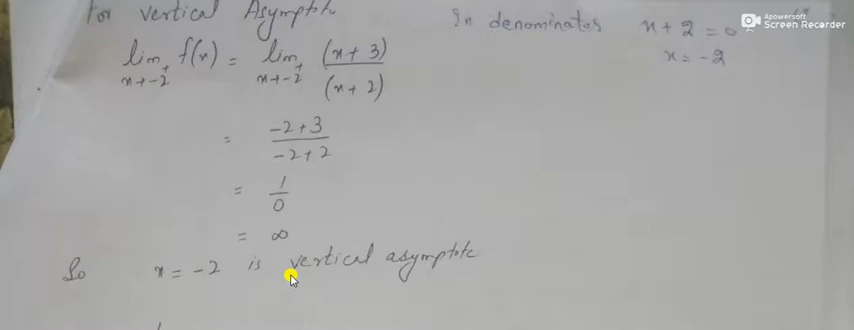 For vertical Asymptote
In denominator x + 2 = 0
x = -2
lim x→-2⁺ f(x) = lim x→-2⁺ (x + 3) / (x + 2)
= -2 + 3 / -2 + 2
= 1 / 0
= ∞
So x = -2 is vertical asymptote
Apowersoft
Screen Recorder